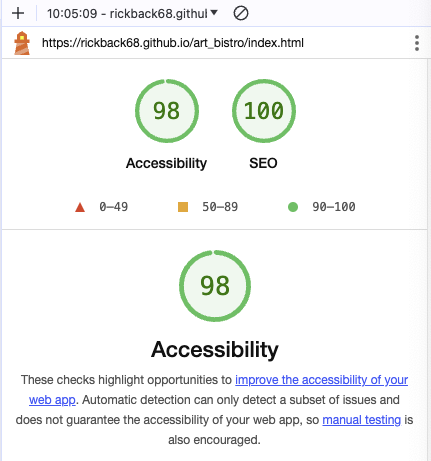 + 10:05:09 - rickback68.githul
https://rickback68.github.io/art_bistro/index.html
98 100
Accessibility SEO
0–49 50–89 90–100
98
Accessibility
These checks highlight opportunities to improve the accessibility of your
web app. Automatic detection can only detect a subset of issues and
does not guarantee the accessibility of your web app, so manual testing is
also encouraged.